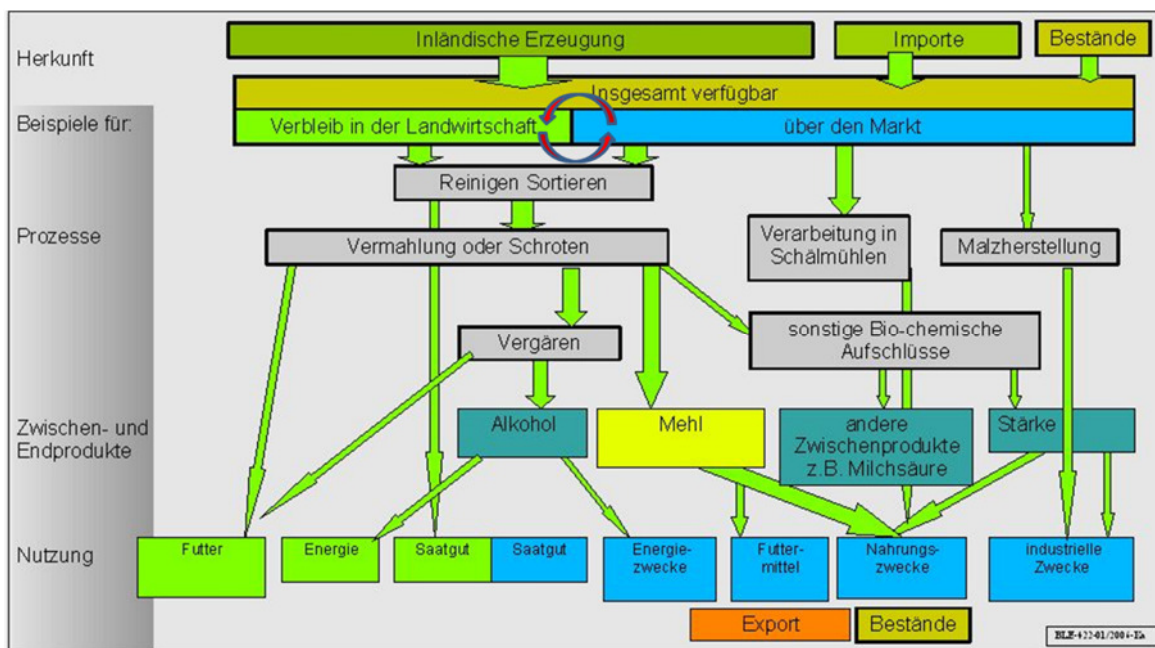 Herkunft
Inländische Erzeugung
Importe
Bestände
Insgesamt verfügbar
Beispiele für:
Verbleib in der Landwirtschaft
über den Markt
Reinigen Sortieren
Prozesse
Vermahlung oder Schroten
Verarbeitung in
Schälmühlen
Malzherstellung
Vergären
sonstige Bio-chemische
Aufschlüsse
Zwischen- und
Endprodukte
Alkohol
Mehl
andere
Zwischenprodukte
z.B. Milchsäure
Stärke
Nutzung
Futter
Energie
Saatgut
Saatgut
Energie-
zwecke
Futter-
mittel
Nahrungs-
zwecke
industrielle
Zwecke
Export
Bestände